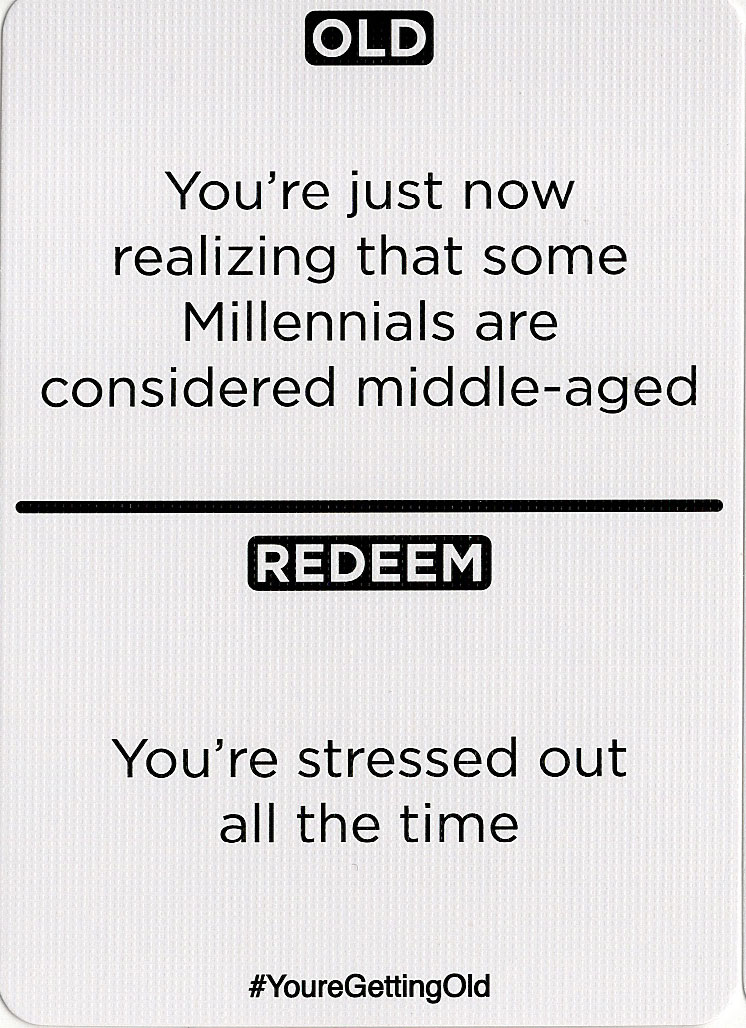 OLD
You’re just now
realizing that some
Millennials are
considered middle-aged
REDEEM
You’re stressed out
all the time
#YoureGettingOld